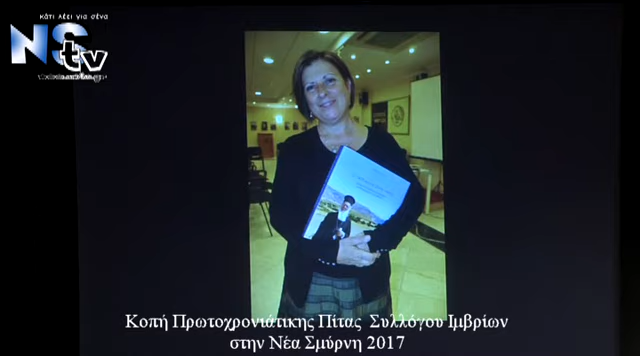 κάτι λέει για σένα
NS
tv
Κοπή Πρωτοχρονιάτικης Πίτας Συλλόγου Ιμβρίων
στην Νέα Σμύρνη 2017